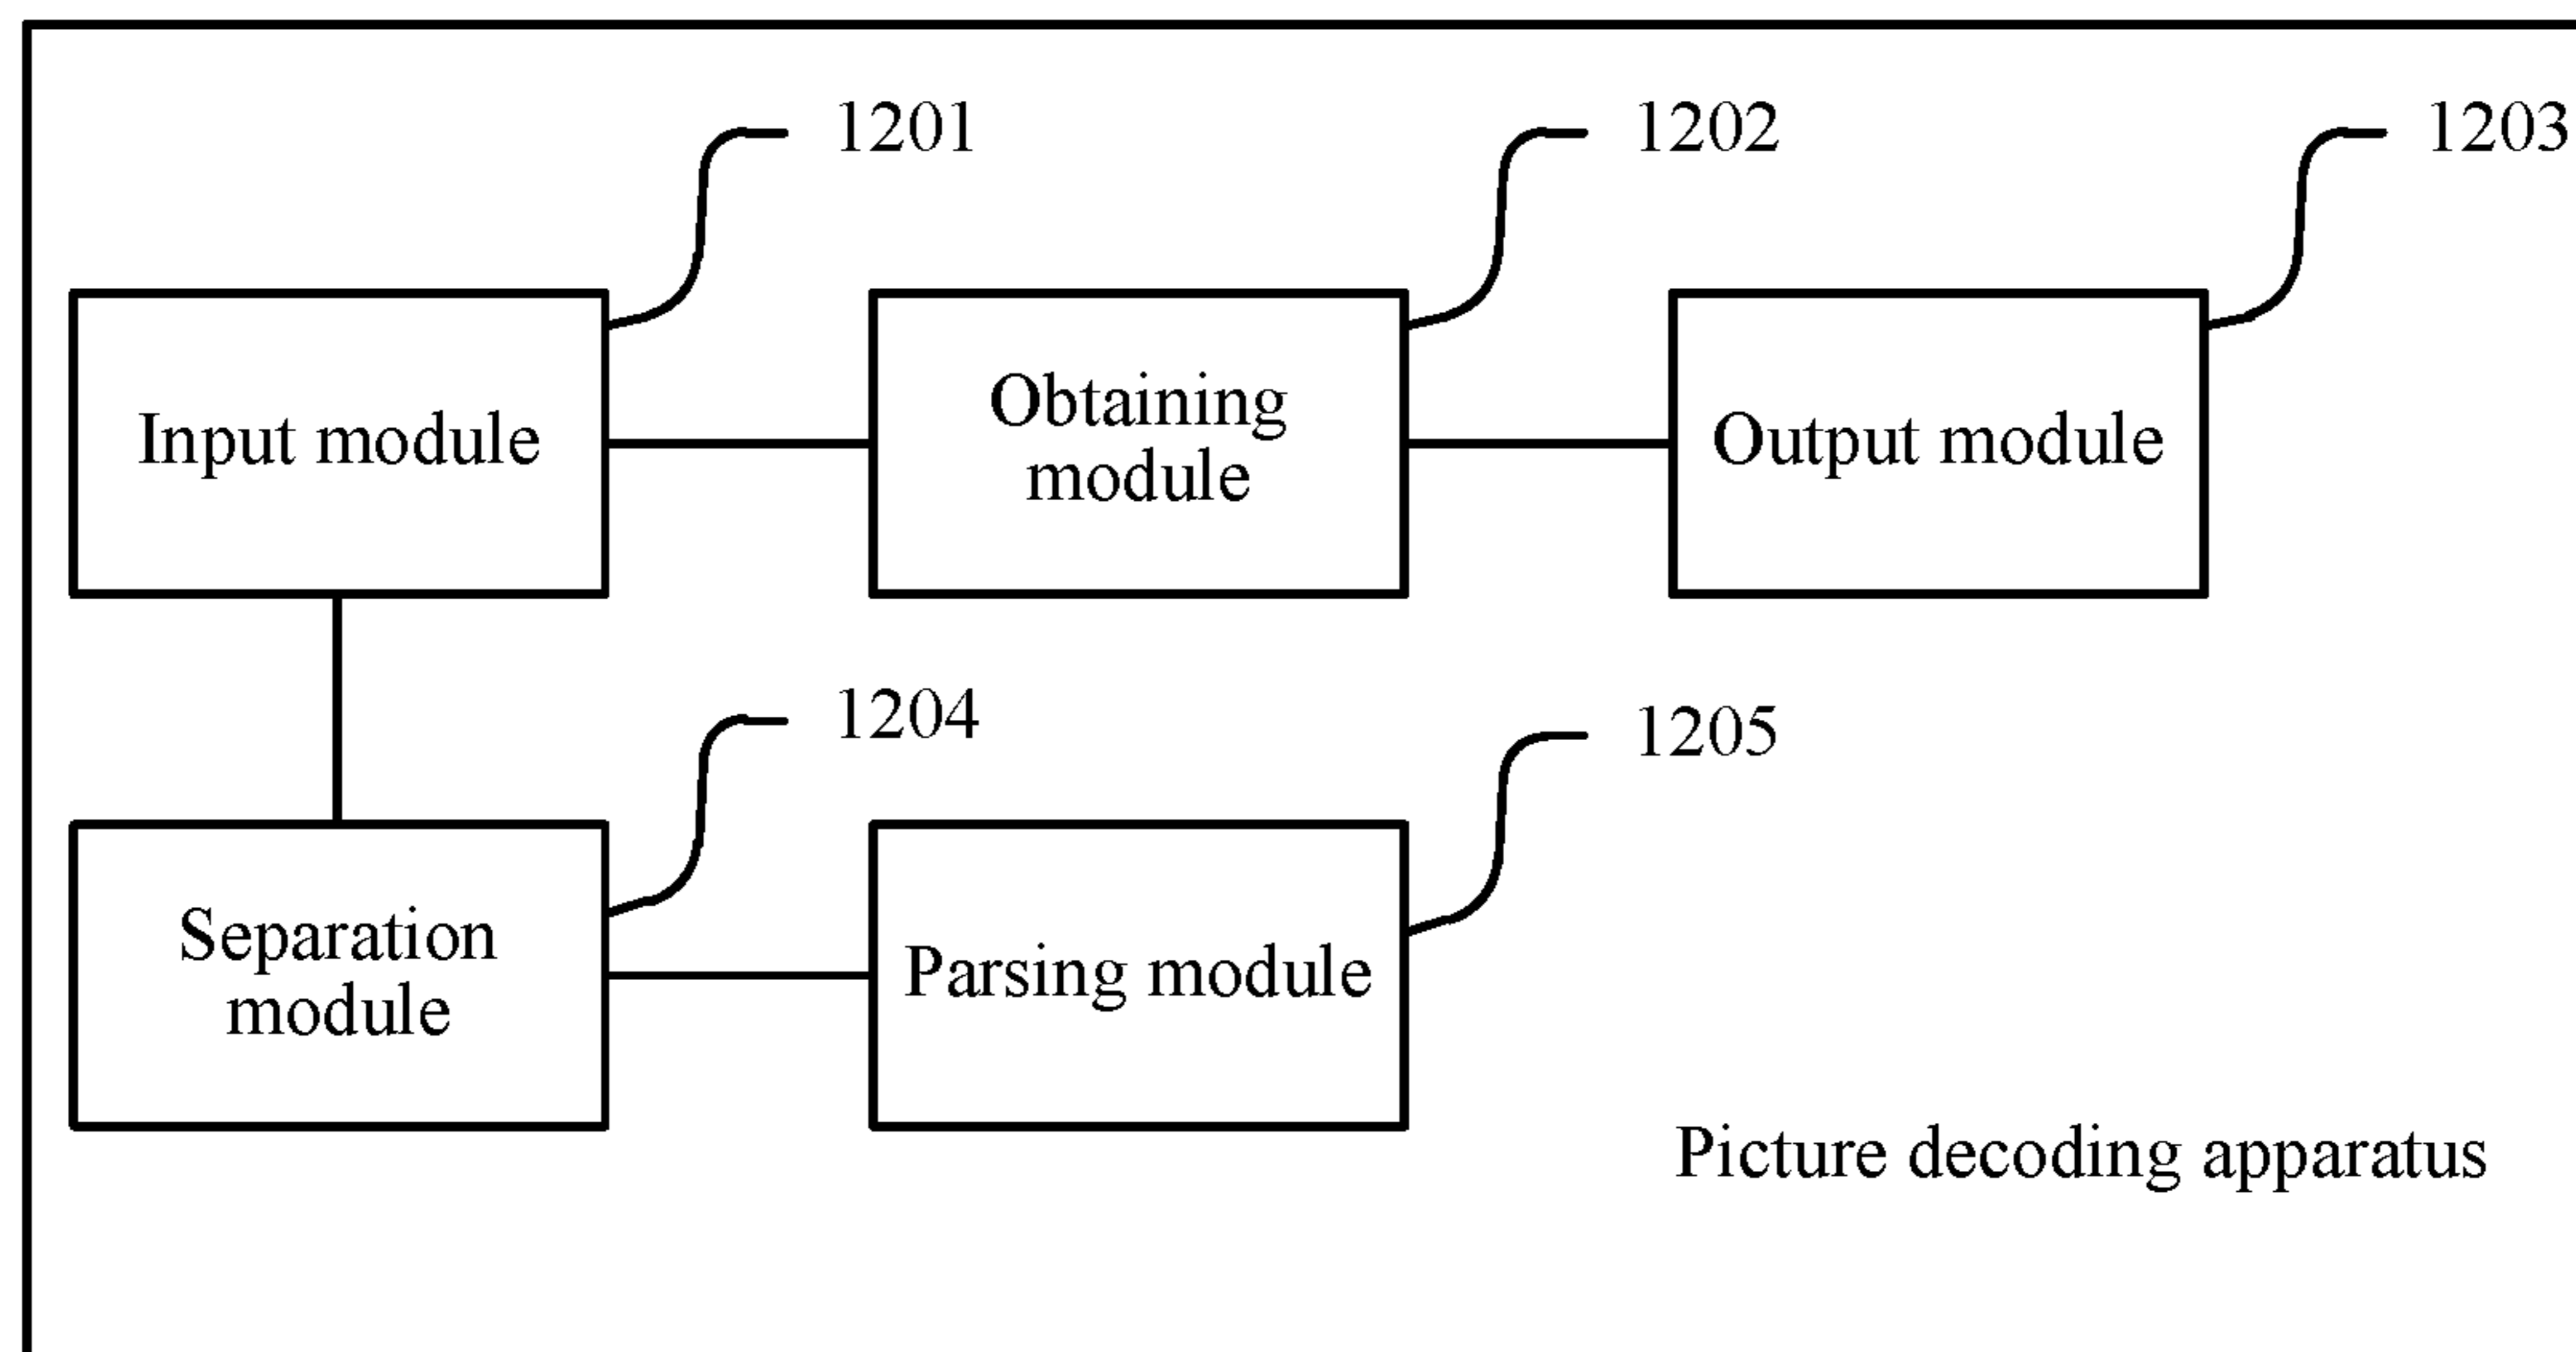 1201
1202
1203
Input module
Obtaining
module
Output module
1204
1205
Separation
module
Parsing module
Picture decoding apparatus